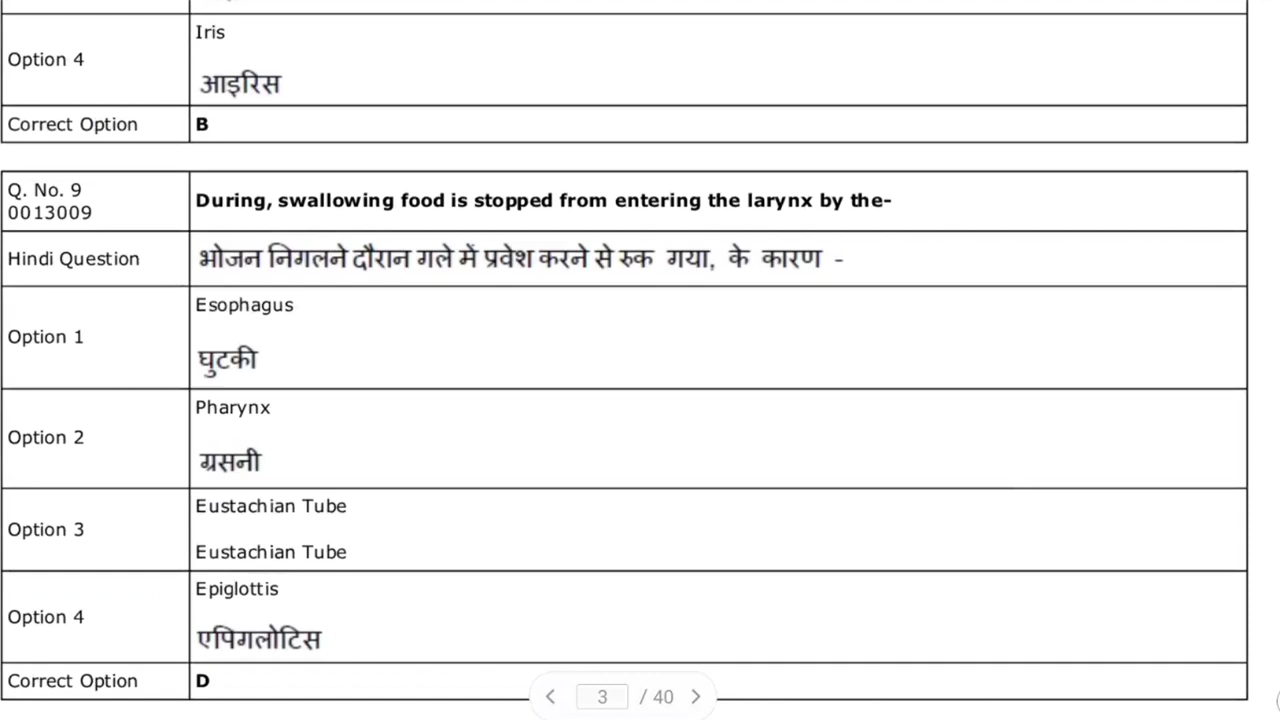 Iris
Option 4
आइरिस
Correct Option B
Q. No. 9
0013009
During, swallowing food is stopped from entering the larynx by the-
Hindi Question भोजन निगलने दौरान गले में प्रवेश करने से रुक गया, के कारण -
Esophagus
Option 1
घुटकी
Pharynx
Option 2
ग्रसनी
Eustachian Tube
Option 3
Eustachian Tube
Epiglottis
Option 4
एपिगलोटिस
Correct Option D
3 / 40